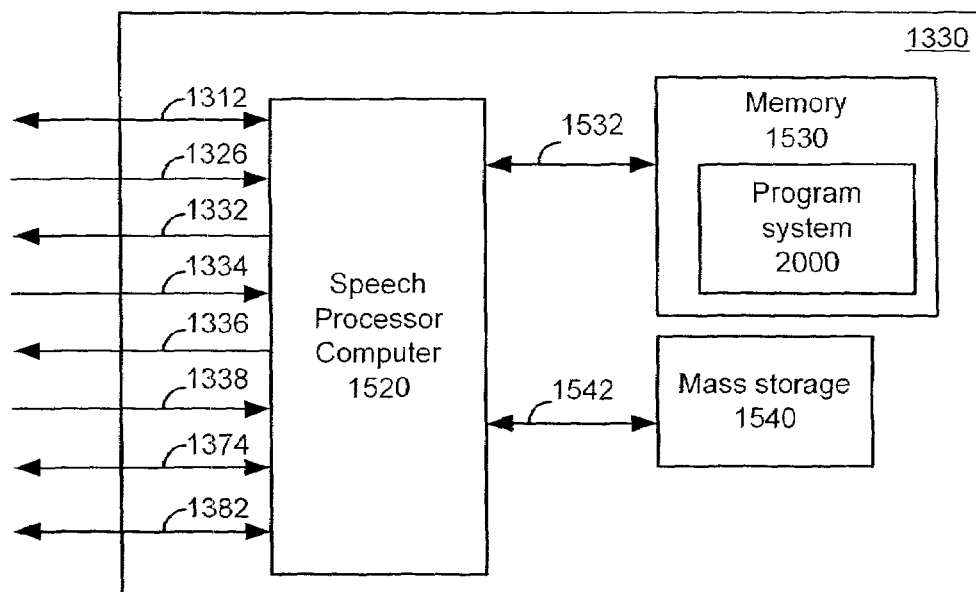 1330
1312
1326
1332
1334
1336
1338
1374
1382
Speech
Processor
Computer
1520
1532
1542
Memory
1530
Program
system
2000
Mass storage
1540